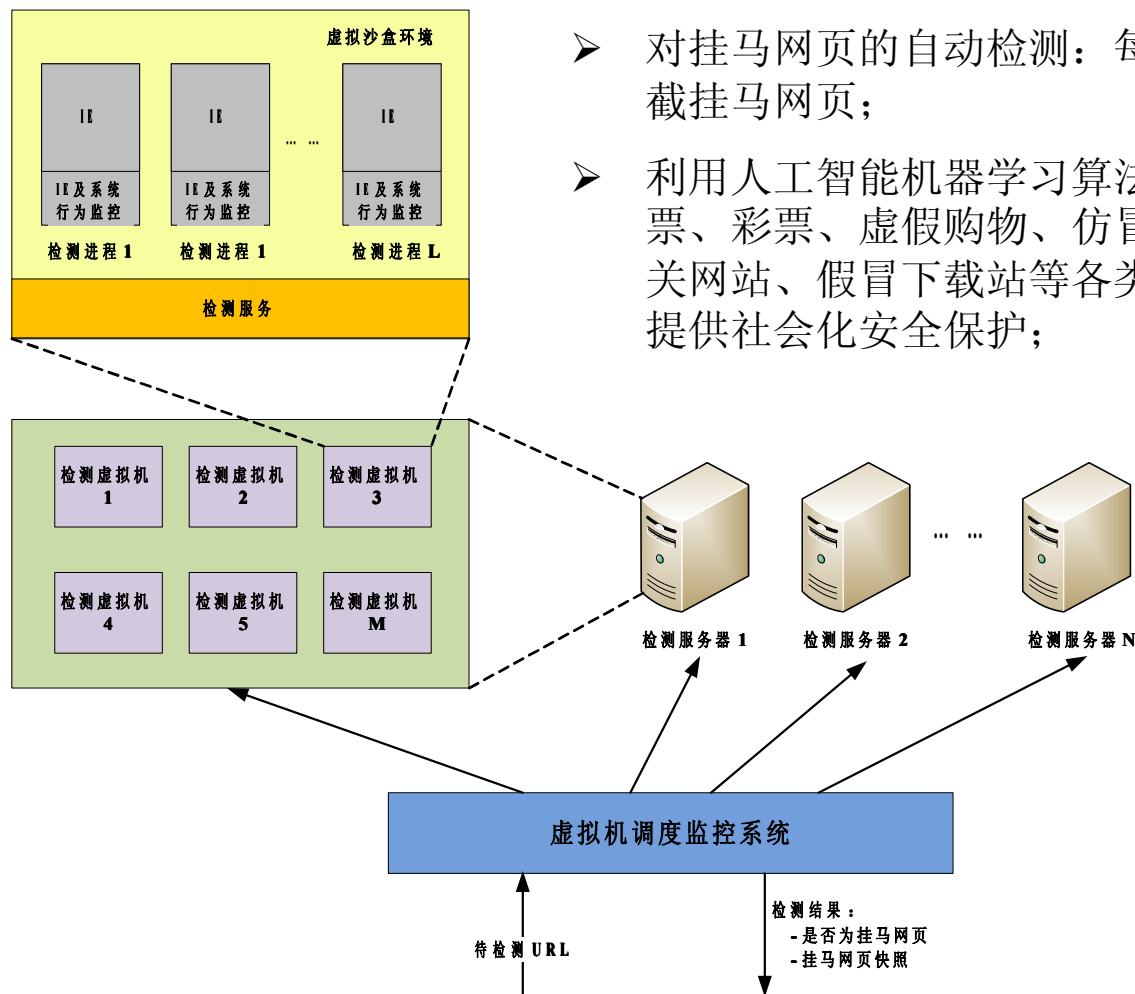 虚拟沙盒环境
IE
IE
IE
... ...
IE及系统
行为监控
IE及系统
行为监控
IE及系统
行为监控
检测进程1
检测进程1
检测进程L
检测服务
➢ 对挂马网页的自动检测：每
截挂马网页；
➢ 利用人工智能机器学习算法
票、彩票、虚假购物、仿冒
关网站、假冒下载站等各类
提供社会化安全保护；
检测虚拟机
1
检测虚拟机
2
检测虚拟机
3
检测虚拟机
4
检测虚拟机
5
检测虚拟机
M
... ...
检测服务器1
检测服务器2
检测服务器N
虚拟机调度监控系统
待检测URL
检测结果：
-是否为挂马网页
-挂马网页快照